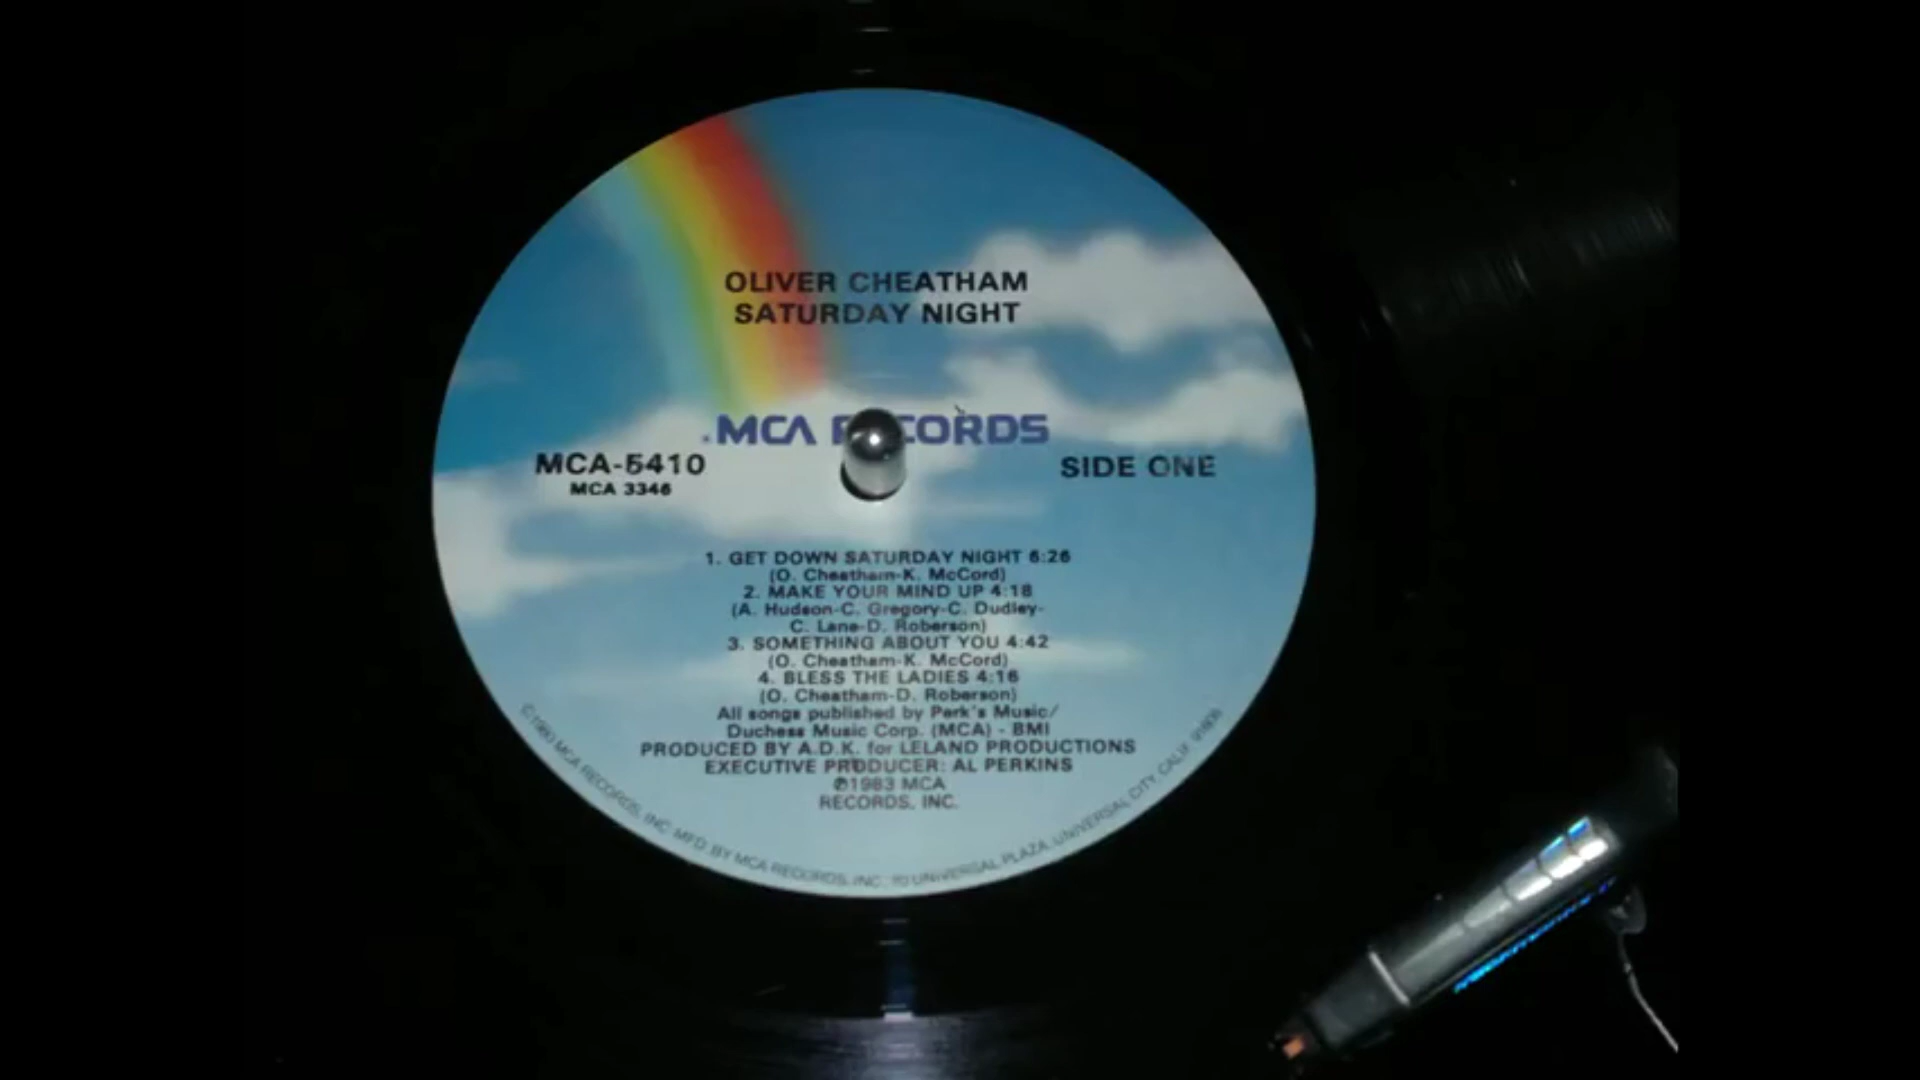 OLIVER CHEATHAM
SATURDAY NIGHT
MCA RECORDS
MCA-5410
MCA 3346
SIDE ONE
1. GET DOWN SATURDAY NIGHT 6:26
(O. Cheatham-K. McCord)
2. MAKE YOUR MIND UP 4:18
(A. Hudson-C. Gregory-C. Dudley-
C. Lane-D. Roberson)
3. SOMETHING ABOUT YOU 4:42
(O. Cheatham-K. McCord)
4. BLESS THE LADIES 4:16
(O. Cheatham-D. Roberson)
All songs published by Perk's Music/
Duchess Music Corp. (MCA) - BMI
PRODUCED BY A.D.K. for LELAND PRODUCTIONS
EXECUTIVE PRODUCER: AL PERKINS
℗1983 MCA
RECORDS, INC.
MCA RECORDS, INC. MFD. BY MCA RECORDS, INC., UNIVERSAL PLAZA, UNIVERSAL CITY, CALIF.